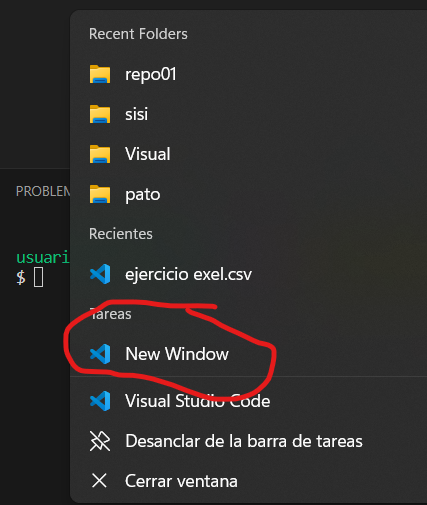 Recent Folders
repo01
sisi
Visual
pato
PROBLEM
Recientes
usuari
ejercicio exel.csv
$
Tareas
New Window
Visual Studio Code
Desanclar de la barra de tareas
Cerrar ventana